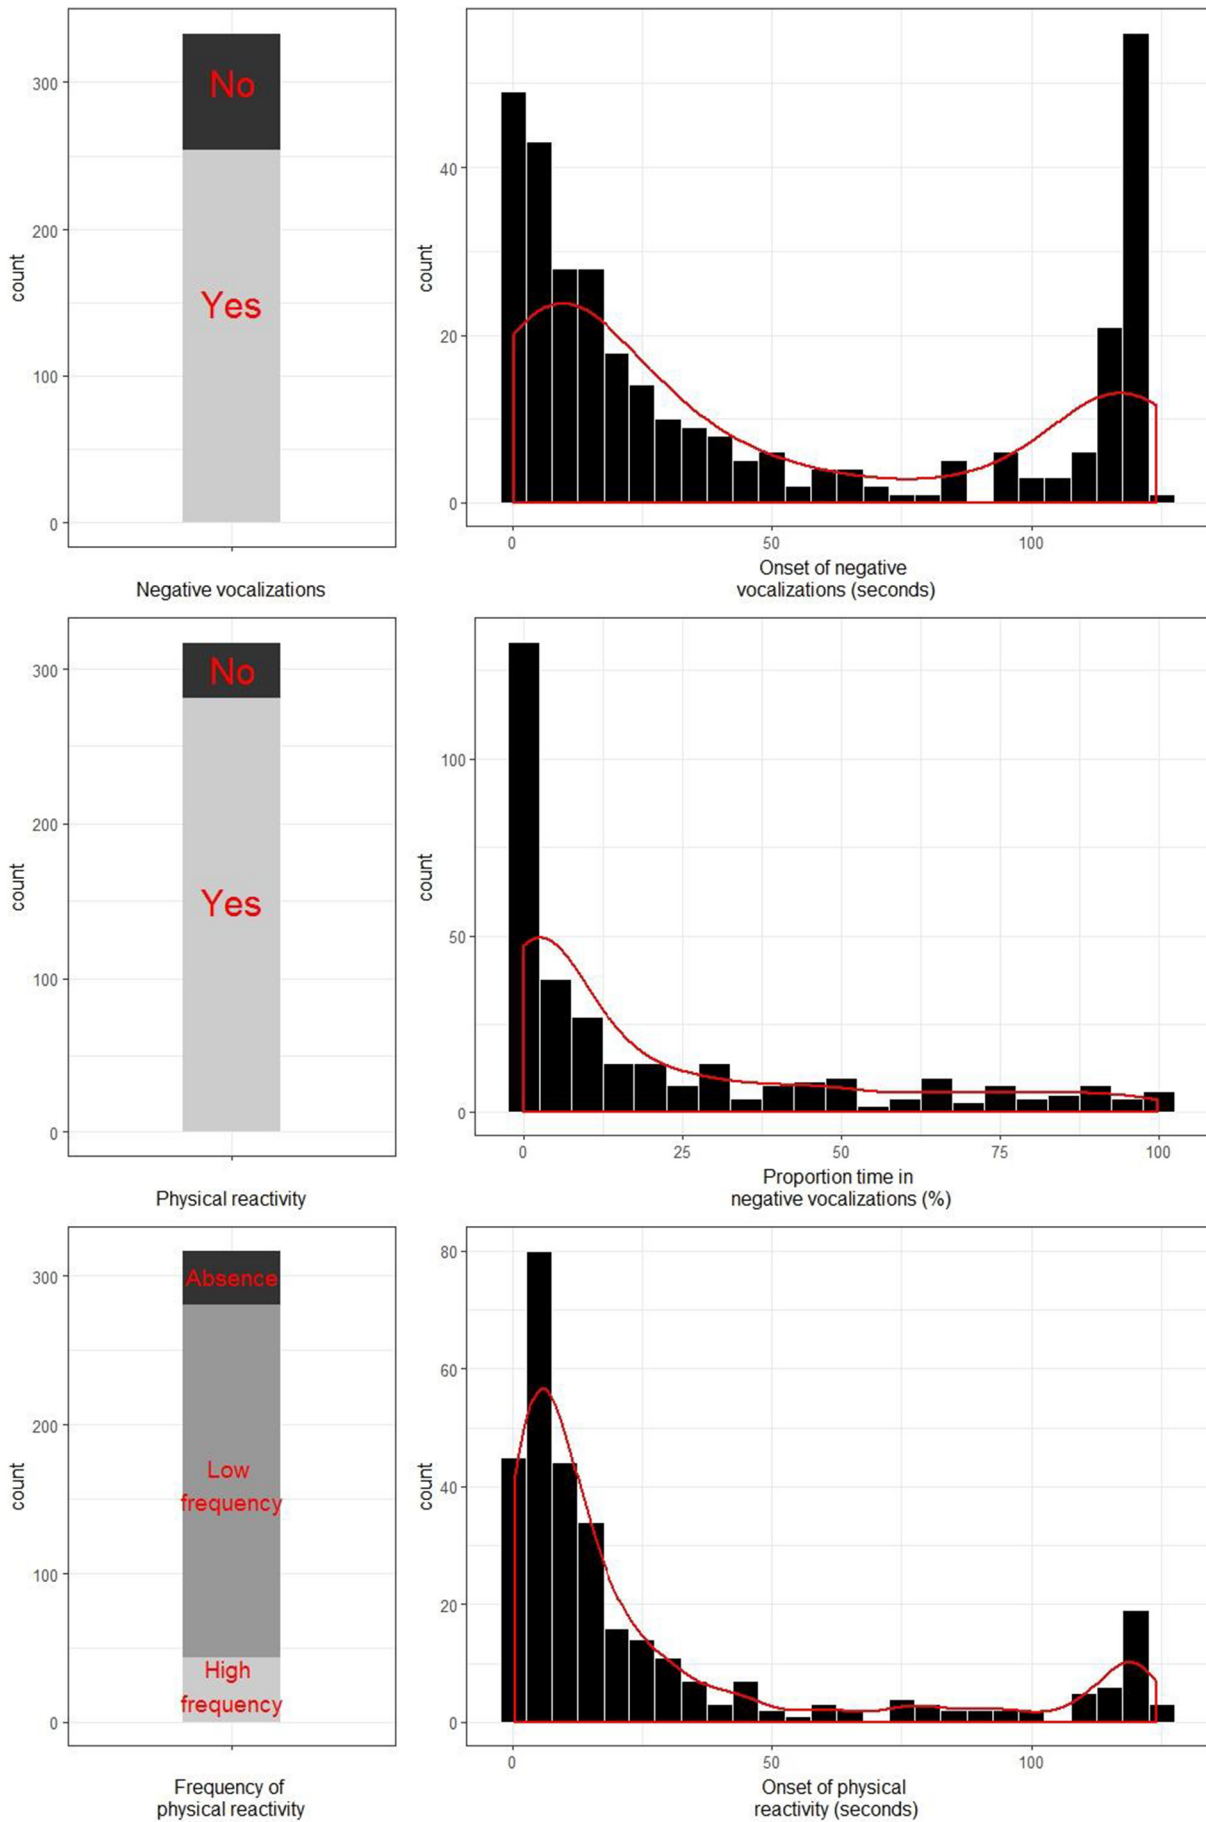 No
Yes
300
200
100
0
count
Negative vocalizations
40
20
0
count
0
50
100
Onset of negative
vocalizations (seconds)
No
Yes
300
200
100
0
count
Physical reactivity
100
50
0
count
0
25
50
75
100
Proportion time in
negative vocalizations (%)
Absence
Low
frequency
High
frequency
300
200
100
0
count
Frequency of
physical reactivity
80
60
40
20
0
count
0
50
100
Onset of physical
reactivity (seconds)